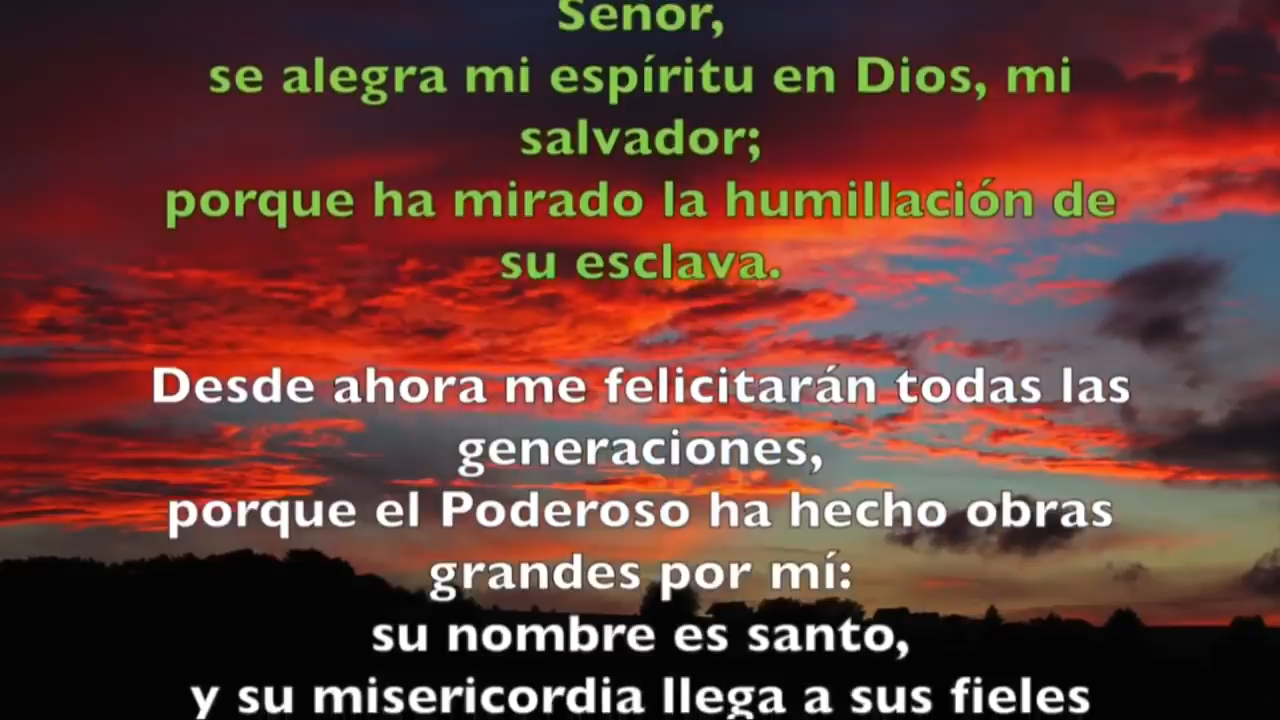 Señor,
se alegra mi espíritu en Dios, mi
salvador;
porque ha mirado la humillación de
su esclava.
Desde ahora me felicitarán todas las
generaciones,
porque el Poderoso ha hecho obras
grandes por mí:
su nombre es santo,
y su misericordia llega a sus fieles